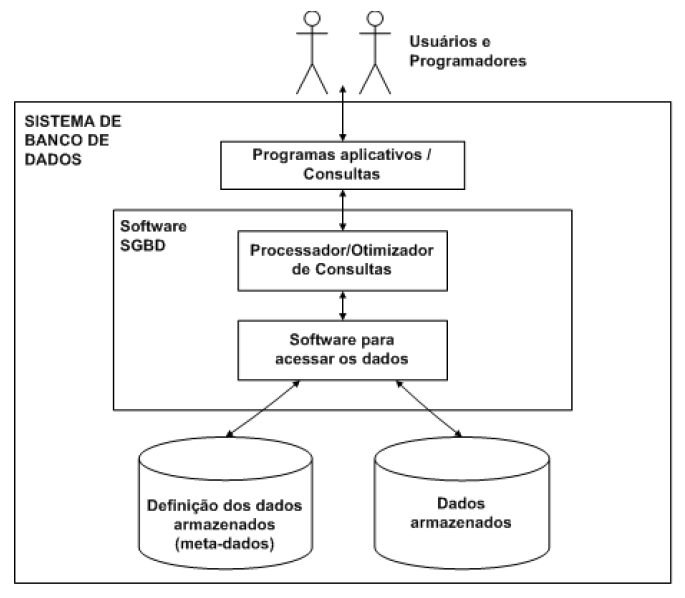 Usuários e
Programadores
SISTEMA DE
BANCO DE
DADOS
Programas aplicativos /
Consultas
Software
SGBD
Processador/Otimizador
de Consultas
Software para
acessar os dados
Definição dos dados
armazenados
(meta-dados)
Dados
armazenados